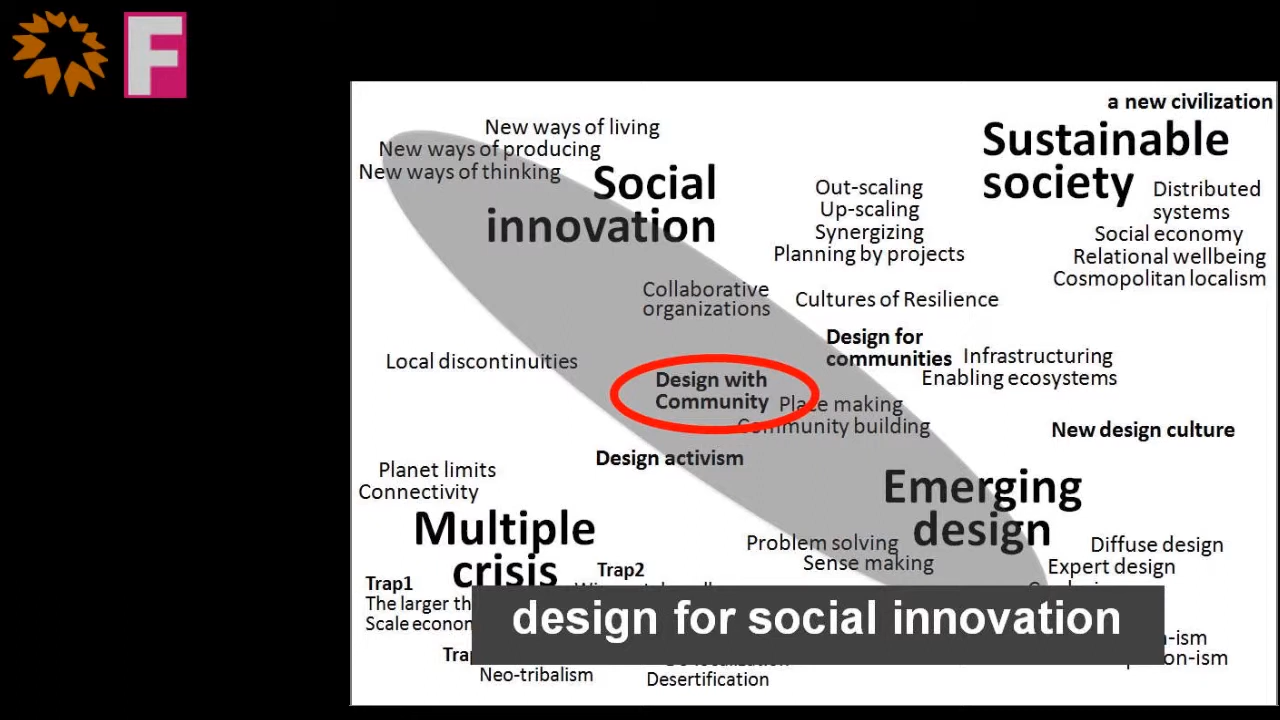 F
a new civilization
Sustainable
society
Distributed
systems
Social economy
Relational wellbeing
Cosmopolitan localism
New ways of living
New ways of producing
New ways of thinking
Social
innovation
Out-scaling
Up-scaling
Synergizing
Planning by projects
Collaborative
organizations
Cultures of Resilience
Design for
communities
Infrastructuring
Enabling ecosystems
Local discontinuities
Design with
Community
Place making
Community building
New design culture
Design activism
Planet limits
Connectivity
Multiple
crisis
Emerging
design
Problem solving
Sense making
Diffuse design
Expert design
Trap1
The larger
Scale
Trap2
design for social innovation
Neo-tribalism
Desertification